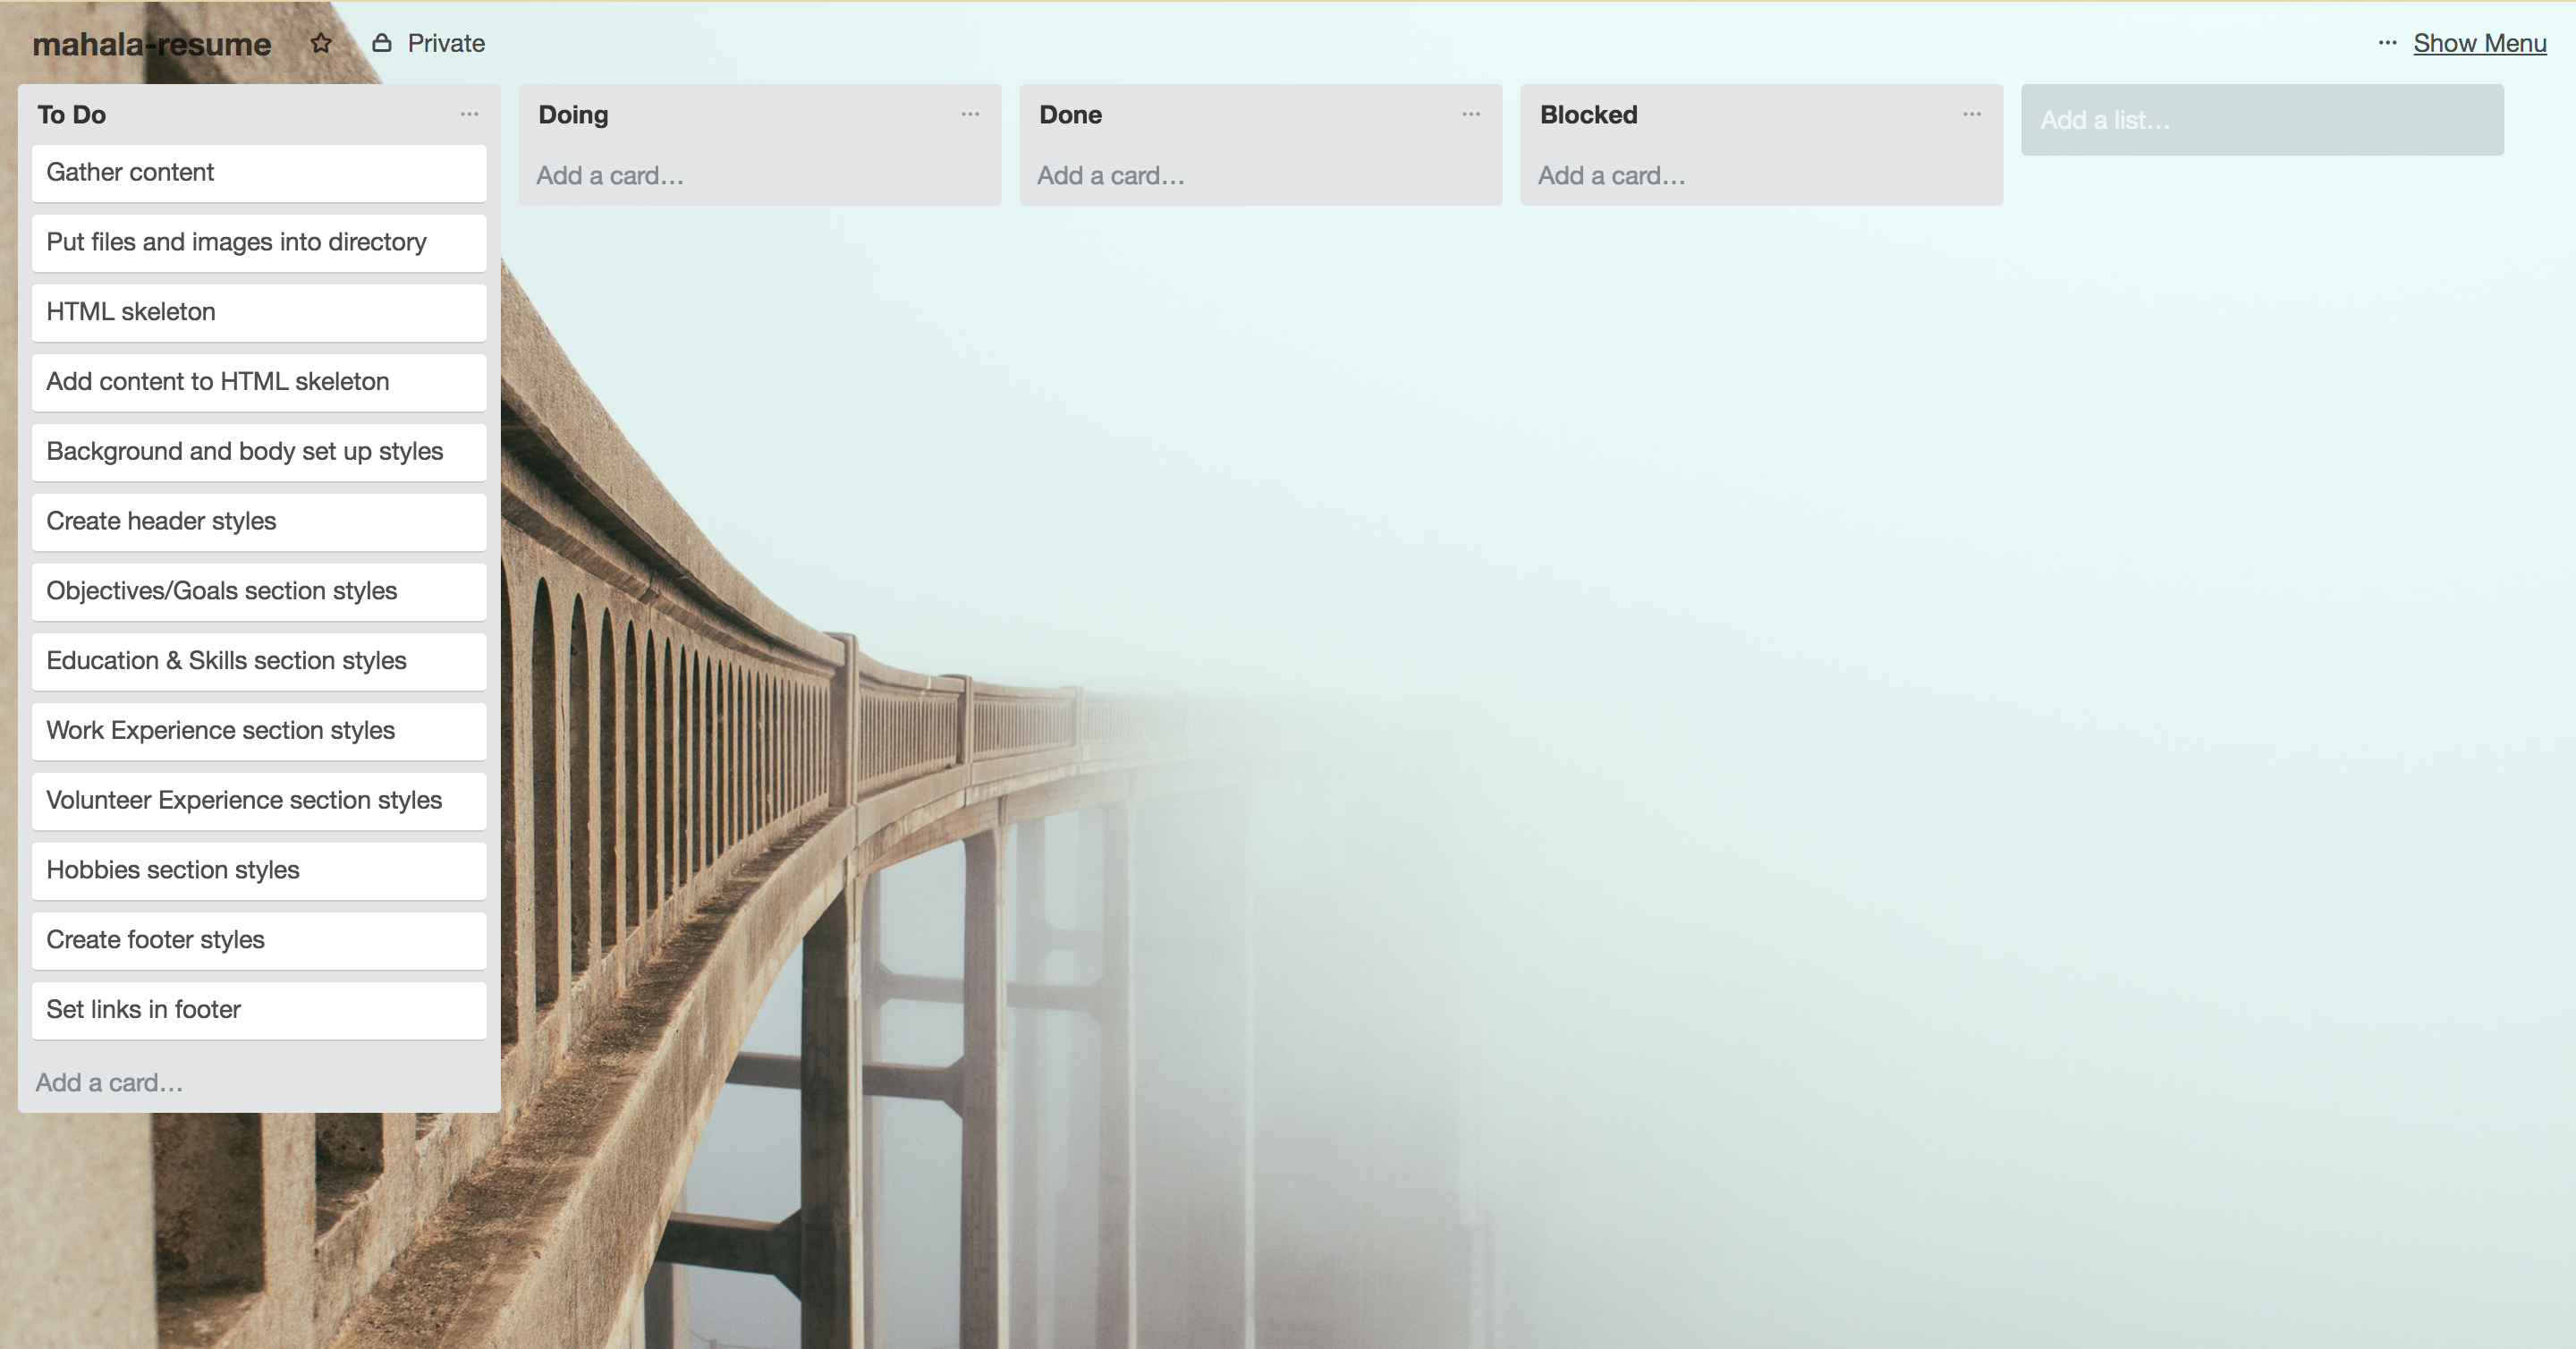 mahala-resume
Private
... Show Menu
To Do
Gather content
Put files and images into directory
HTML skeleton
Add content to HTML skeleton
Background and body set up styles
Create header styles
Objectives/Goals section styles
Education & Skills section styles
Work Experience section styles
Volunteer Experience section styles
Hobbies section styles
Create footer styles
Set links in footer
Add a card...
Doing
Add a card...
Done
Add a card...
Blocked
Add a card...
Add a list...